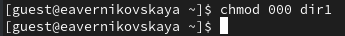 [guest@eavernikovskaya ~]$ chmod 000 dir1
[guest@eavernikovskaya ~]$